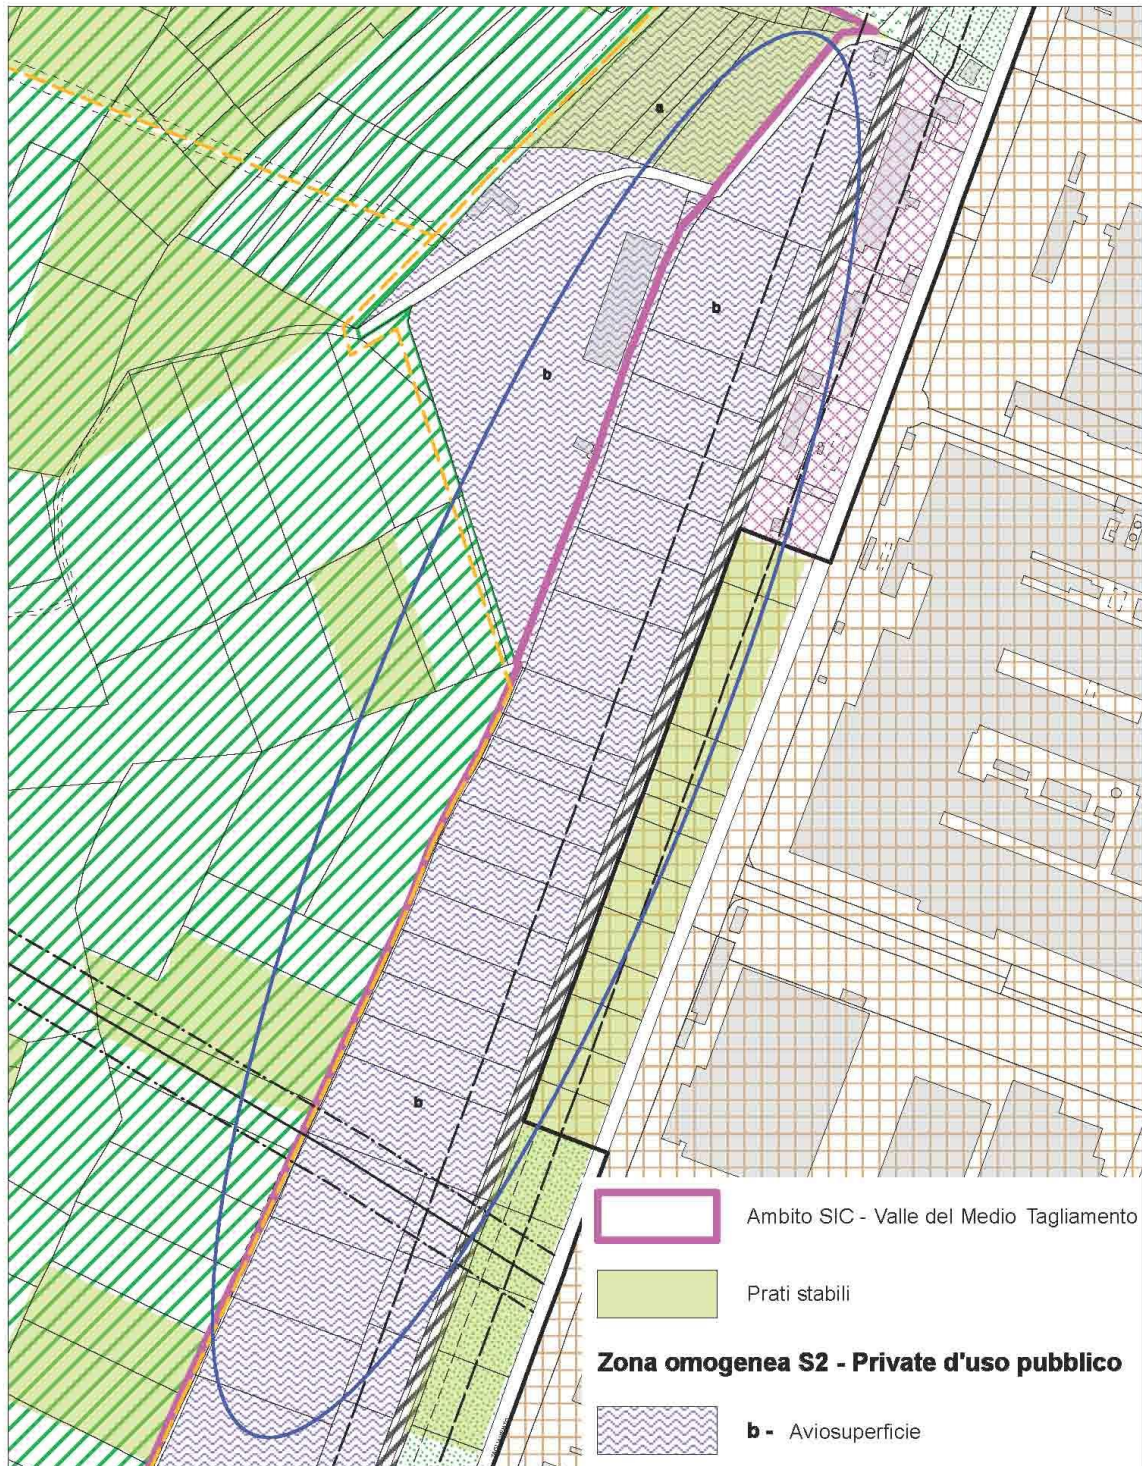 a
b
b
b
Ambito SIC - Valle del Medio Tagliamento
Prati stabili
Zona omogenea S2 - Private d'uso pubblico
b - Aviosuperficie